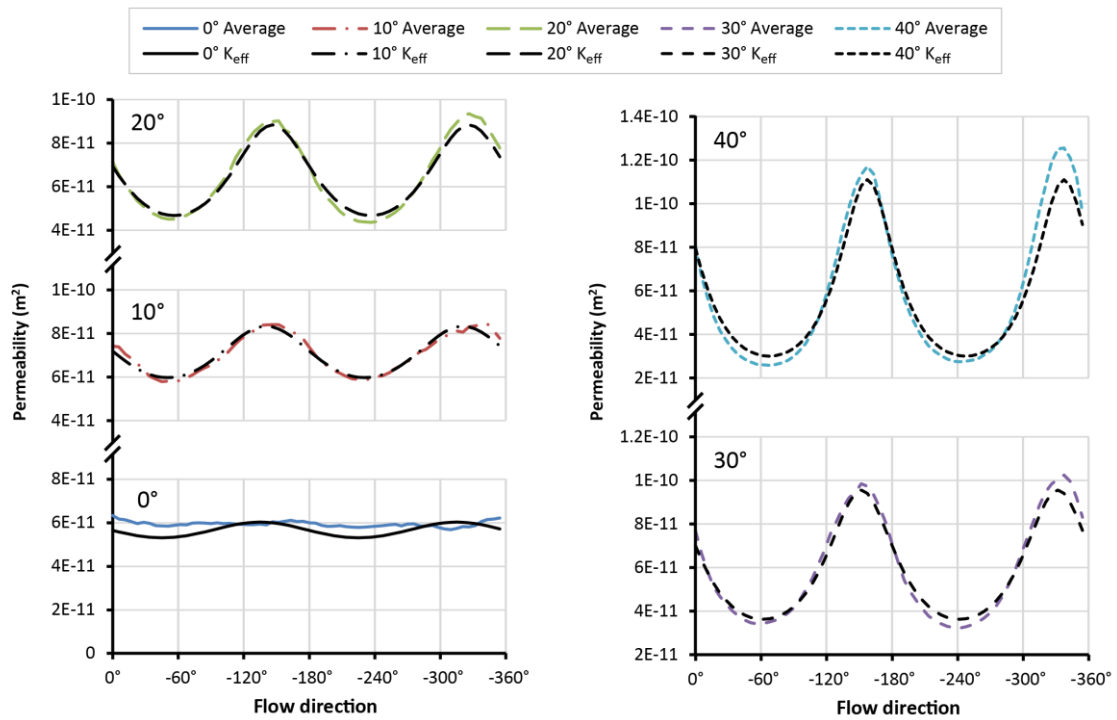 0° Average 10° Average 20° Average 30° Average 40° Average
0° Keff 10° Keff 20° Keff 30° Keff 40° Keff
Permeability (m²)
1E-10
20°
8E-11
6E-11
4E-11
1E-10
10°
8E-11
6E-11
4E-11
8E-11
0°
6E-11
4E-11
2E-11
0
0° -60° -120° -180° -240° -300° -360°
Flow direction
Permeability (m²)
1.4E-10
40°
1.2E-10
1E-10
8E-11
6E-11
4E-11
2E-11
1.2E-10
30°
1E-10
8E-11
6E-11
4E-11
2E-11
0° -60° -120° -180° -240° -300° -360°
Flow direction